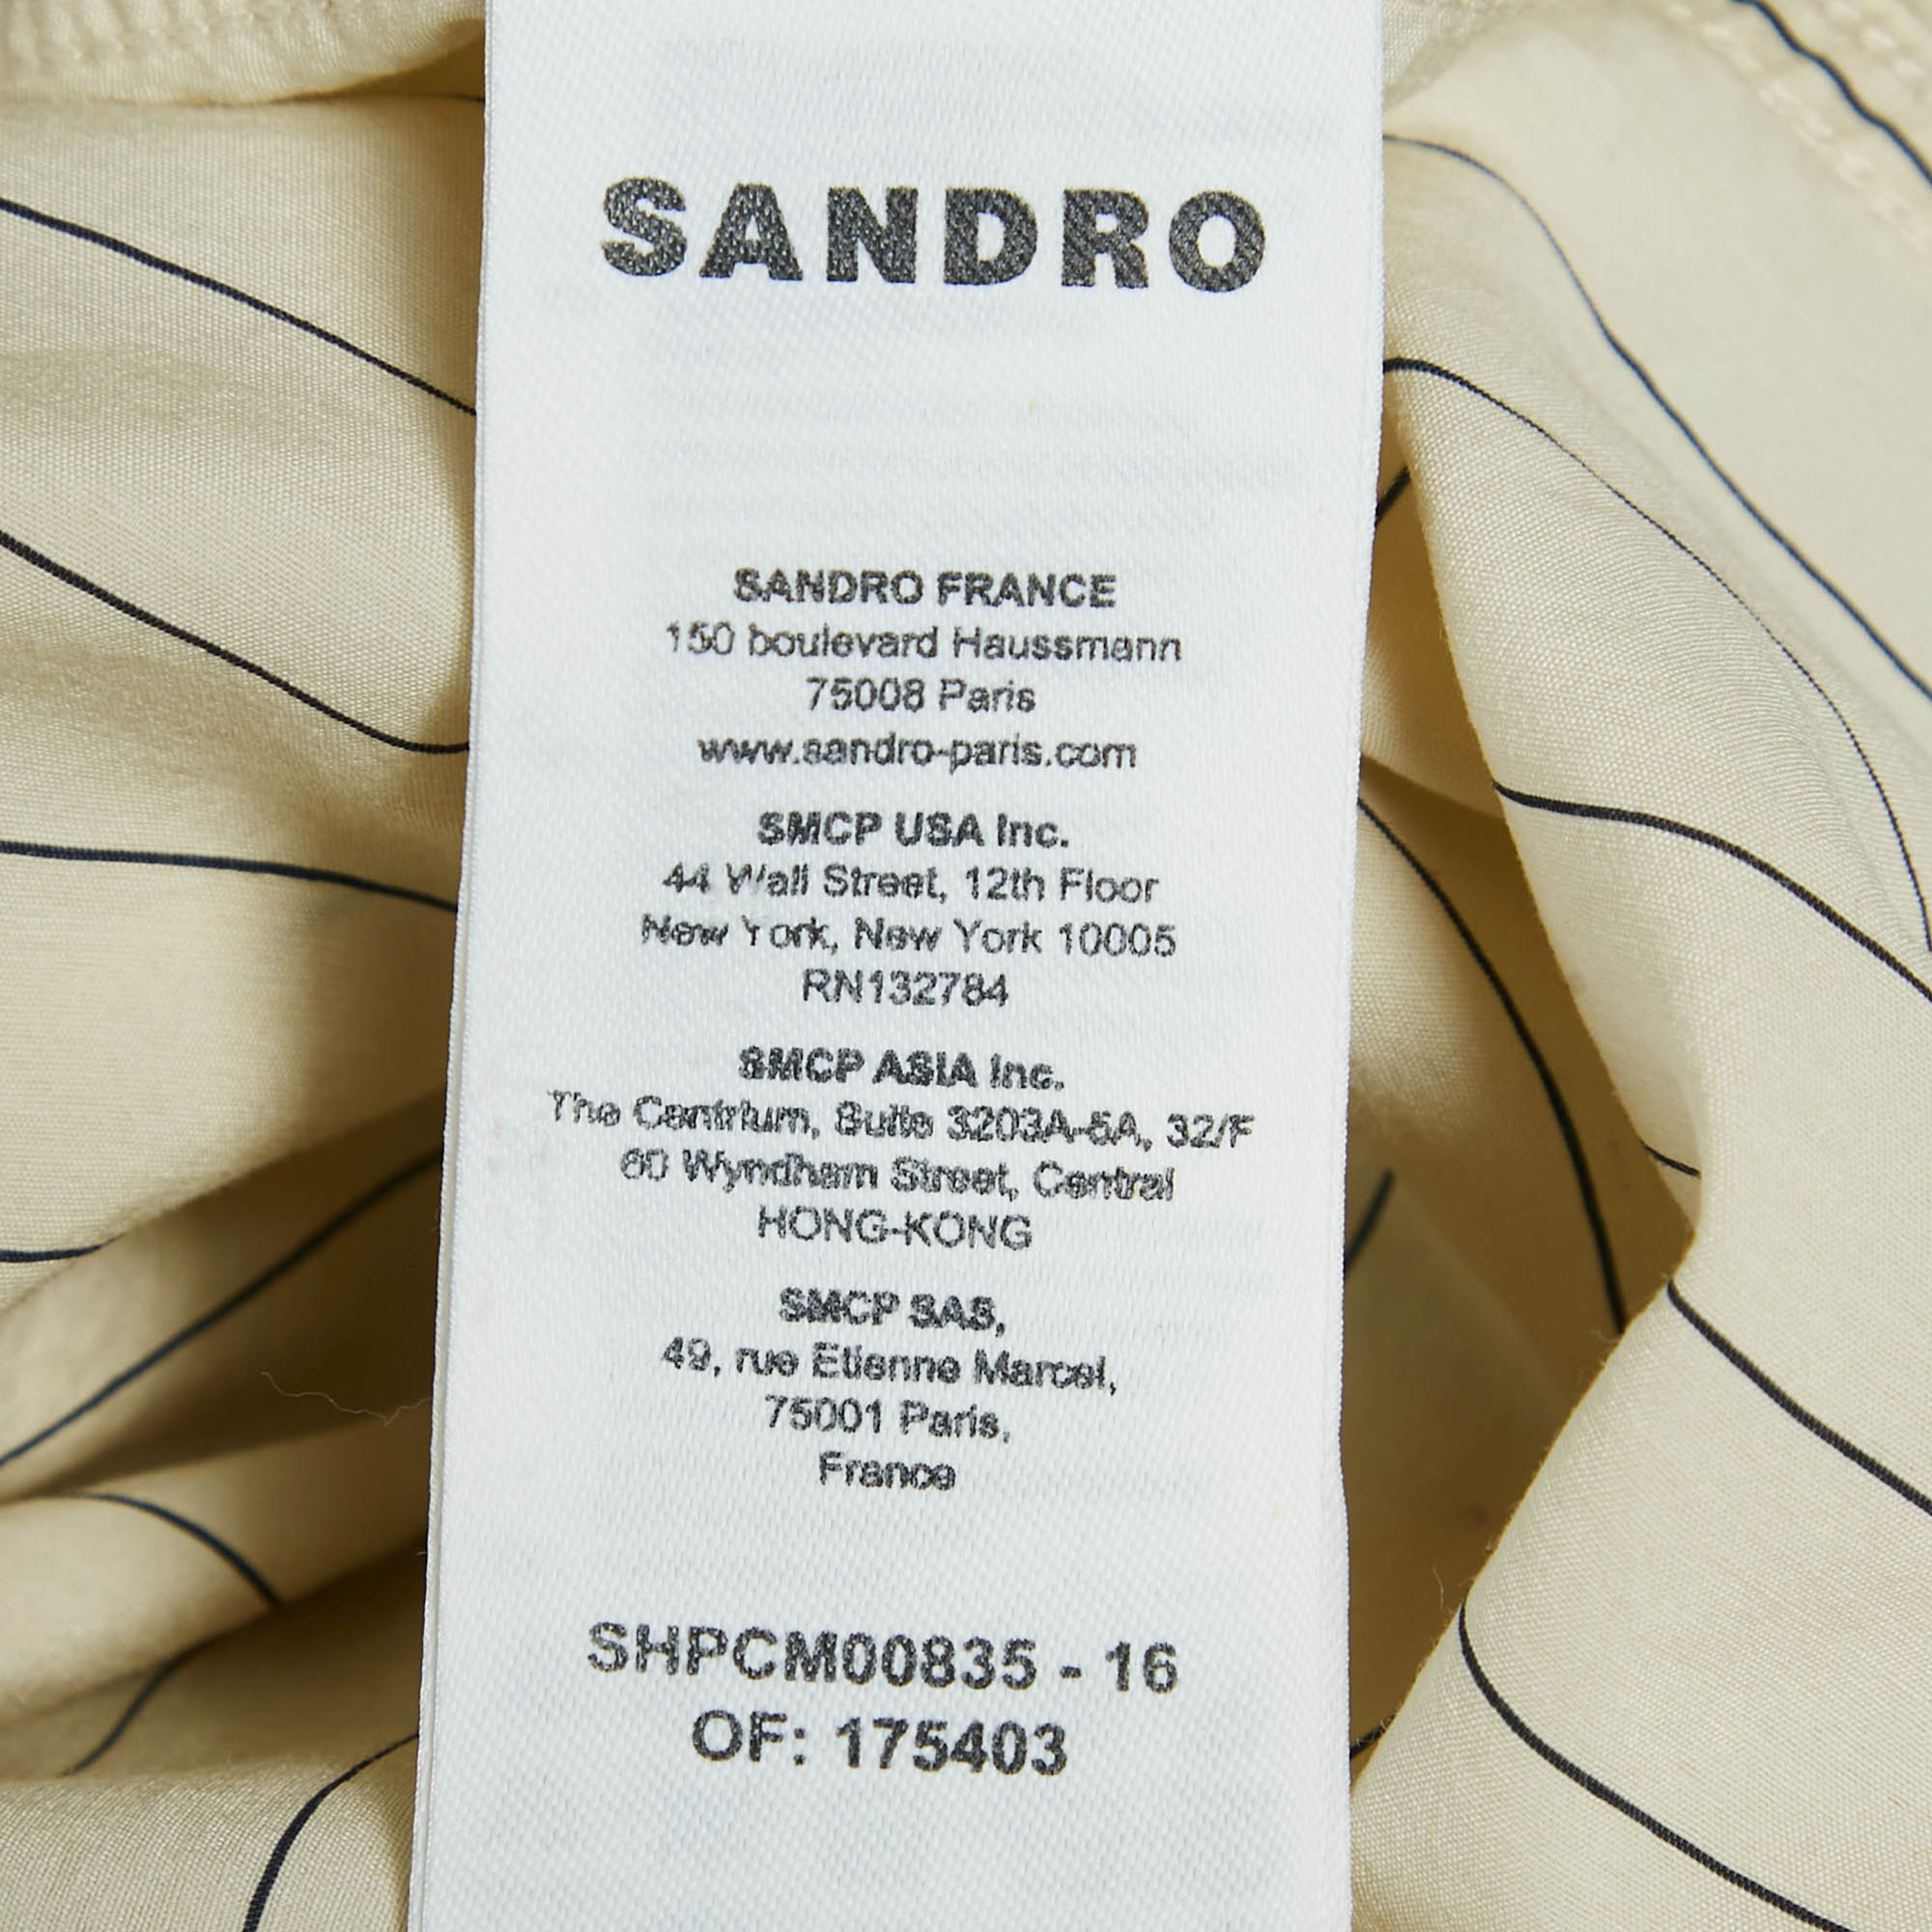 SANDRO
SANDRO FRANCE
150 boulevard Haussmann
75008 Paris
www.sandro-paris.com
SMCP USA Inc.
44 Wall Street, 12th Floor
New York, New York 10005
RN132784
SMCP ASIA Inc.
The Centrium, Suite 3203A-5A, 32/F
60 Wyndham Street, Central
HONG-KONG
SMCP SAS,
49, rue Etienne Marcel,
75001 Paris,
France
SHPCM00835 - 16
OF: 175403